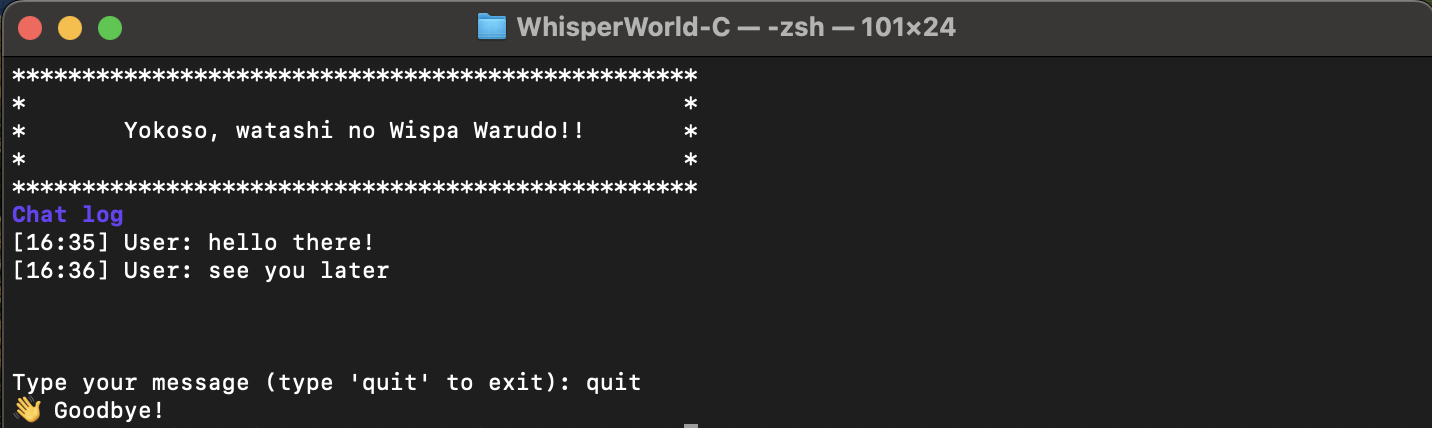 WhisperWorld-C — -zsh — 101×24
*************************************************
*                                               *
*       Yokoso, watashi no Wispa Warudo!!       *
*                                               *
*************************************************
Chat log
[16:35] User: hello there!
[16:36] User: see you later
Type your message (type 'quit' to exit): quit
👋 Goodbye!